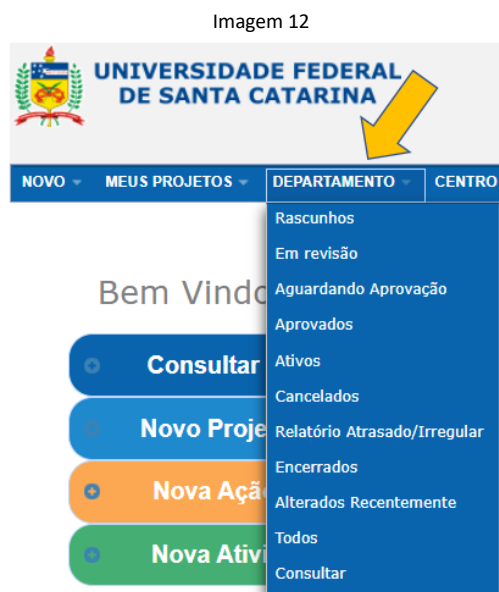 Imagem 12
UNIVERSIDADE FEDERAL
DE SANTA CATARINA
NOVO MEUS PROJETOS DEPARTAMENTO CENTRO
Rascunhos
Em revisão
Aguardando Aprovação
Aprovados
Ativos
Cancelados
Relatório Atrasado/Irregular
Encerrados
Alterados Recentemente
Todos
Consultar
Bem Vindo
Consultar
Novo Proje
Nova Açã
Nova Ativi